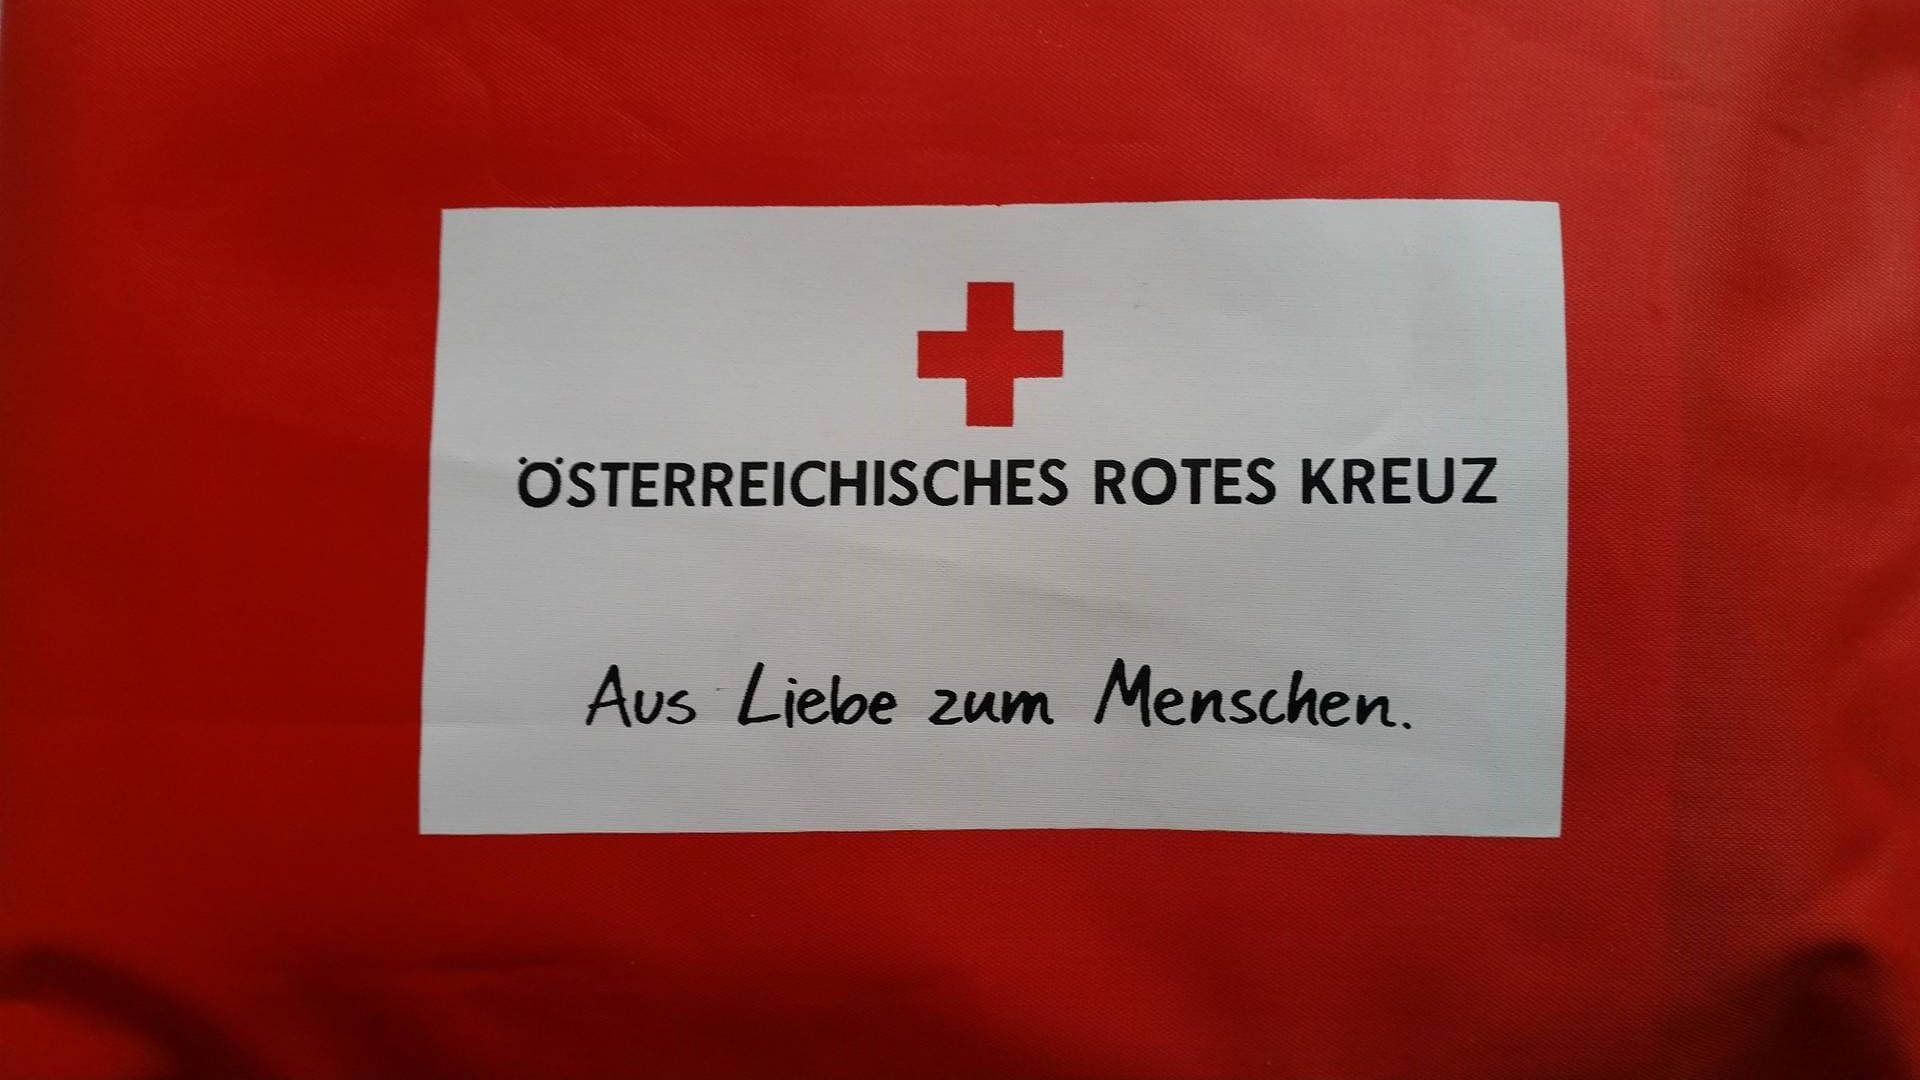 ÖSTERREICHISCHES ROTES KREUZ
Aus Liebe zum Menschen.